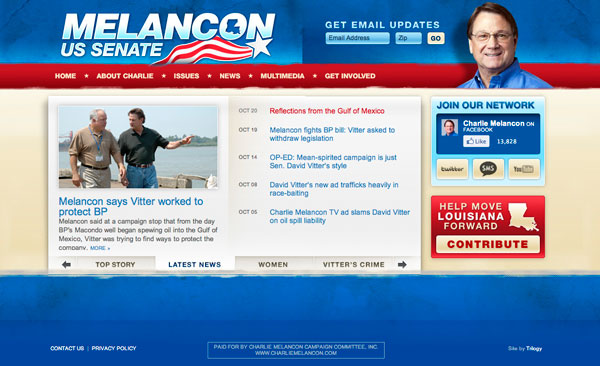 MELANCON
US SENATE
GET EMAIL UPDATES
Email Address Zip GO
HOME ★ ABOUT CHARLIE ★ ISSUES ★ NEWS ★ MULTIMEDIA ★ GET INVOLVED
Melancon says Vitter worked to
protect BP
Melancon said at a campaign stop that from the day
BP's Macondo well began spewing oil into the Gulf of
Mexico, Vitter was trying to find ways to protect the
company. MORE »
OCT 20 Reflections from the Gulf of Mexico
OCT 19 Melancon fights BP bill: Vitter asked to
withdraw legislation
OCT 14 OP-ED: Mean-spirited campaign is just
Sen. David Vitter's style
OCT 08 David Vitter's new ad trafficks heavily in
race-baiting
OCT 05 Charlie Melancon TV ad slams David Vitter
on oil spill liability
TOP STORY LATEST NEWS WOMEN VITTER'S CRIME
JOIN OUR NETWORK
Charlie Melancon ON
FACEBOOK
Like 13,828
twitter SMS YouTube
HELP MOVE
LOUISIANA
FORWARD
CONTRIBUTE
CONTACT US | PRIVACY POLICY
PAID FOR BY CHARLIE MELANCON CAMPAIGN COMMITTEE, INC.
WWW.CHARLIEMELANCON.COM
Site by Trilogy